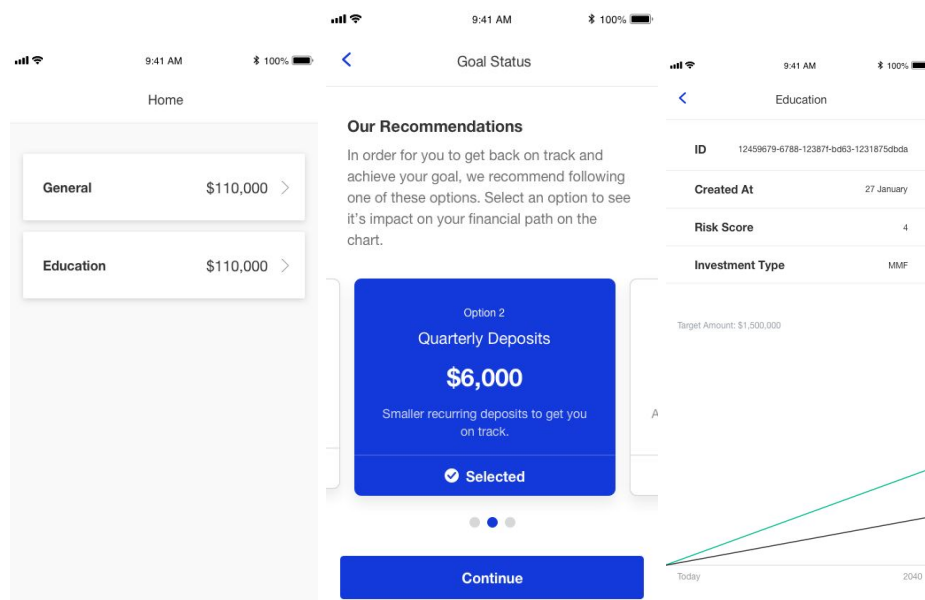 9:41 AM
100%
Home
General $110,000
Education $110,000
9:41 AM
100%
Goal Status
Our Recommendations
In order for you to get back on track and
achieve your goal, we recommend following
one of these options. Select an option to see
it's impact on your financial path on the
chart.
Option 2
Quarterly Deposits
$6,000
Smaller recurring deposits to get you
on track.
Selected
A
Continue
9:41 AM
100%
Education
ID 12459679-6788-12387f-bd63-1231875dbda
Created At 27 January
Risk Score 4
Investment Type MMF
Target Amount: $1,500,000
Today 2040